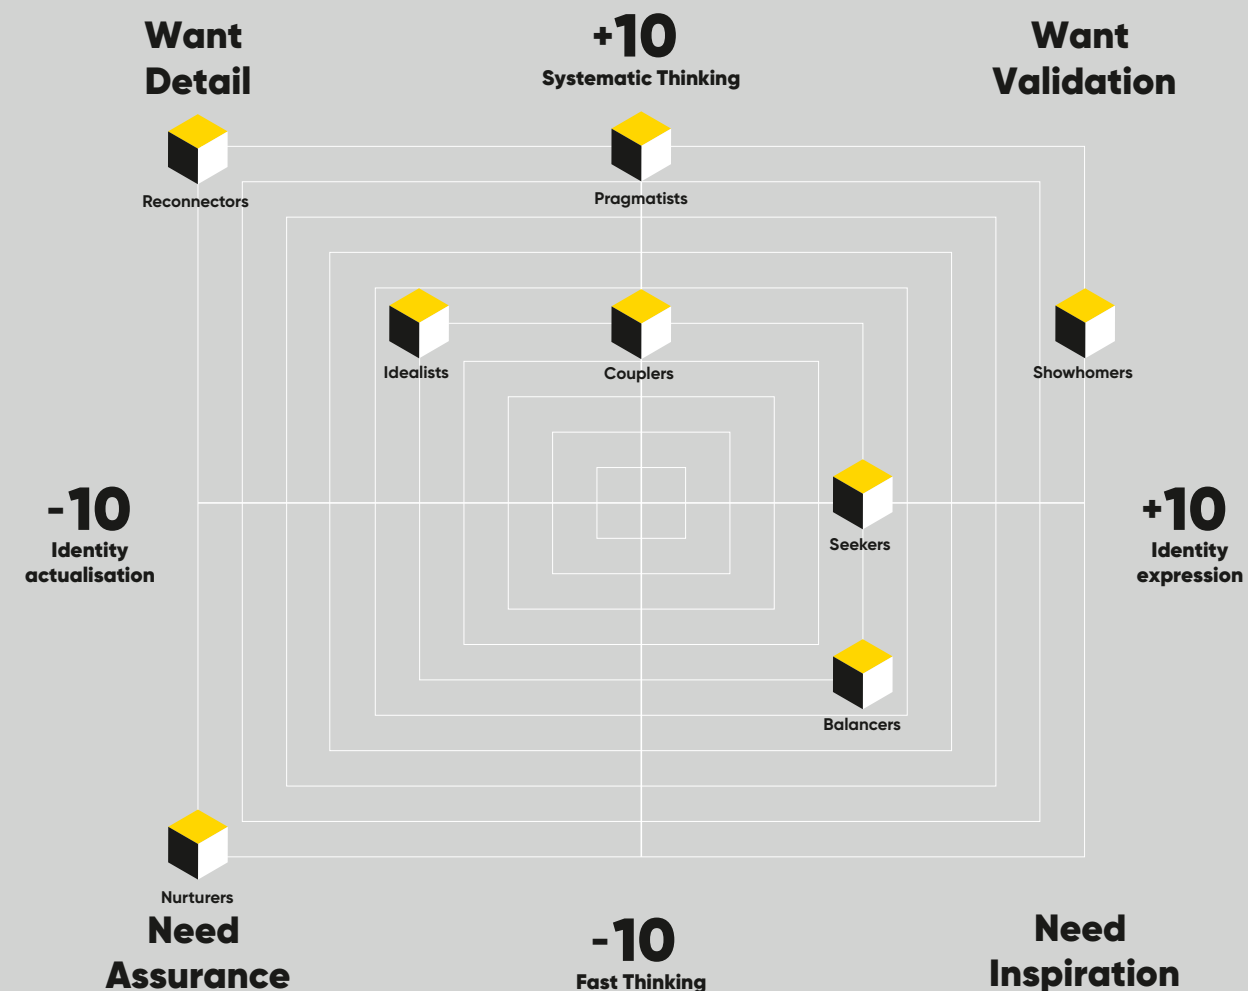 Want
Detail
+10
Systematic Thinking
Want
Validation
Reconnectors
Pragmatists
Idealists
Couplers
Showhomers
-10
Identity
actualisation
+10
Identity
expression
Seekers
Balancers
Nurturers
Need
Assurance
-10
Fast Thinking
Need
Inspiration